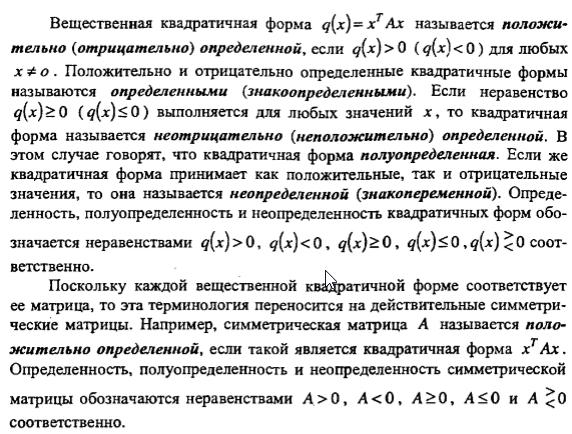 Вещественная квадратичная форма q(x)=xᵀAx называется положи-
тельно (отрицательно) определенной, если q(x)>0 (q(x)<0) для любых
x≠o. Положительно и отрицательно определенные квадратичные формы
называются определенными (знакоопределенными). Если неравенство
q(x)≥0 (q(x)≤0) выполняется для любых значений x, то квадратичная
форма называется неотрицательно (неположительно) определенной. В
этом случае говорят, что квадратичная форма полуопределенная. Если же
квадратичная форма принимает как положительные, так и отрицательные
значения, то она называется неопределенной (знакопеременной). Опреде-
ленность, полуопределенность и неопределенность квадратичных форм обо-
значается неравенствами q(x)>0, q(x)<0, q(x)≥0, q(x)≤0, q(x)≷0 соот-
ветственно.
Поскольку каждой вещественной квадратичной форме соответствует
ее матрица, то эта терминология переносится на действительные симметри-
ческие матрицы. Например, симметрическая матрица A называется поло-
жительно определенной, если такой является квадратичная форма xᵀAx.
Определенность, полуопределенность и неопределенность симметрической
матрицы обозначаются неравенствами A>0, A<0, A≥0, A≤0 и A≷0
соответственно.